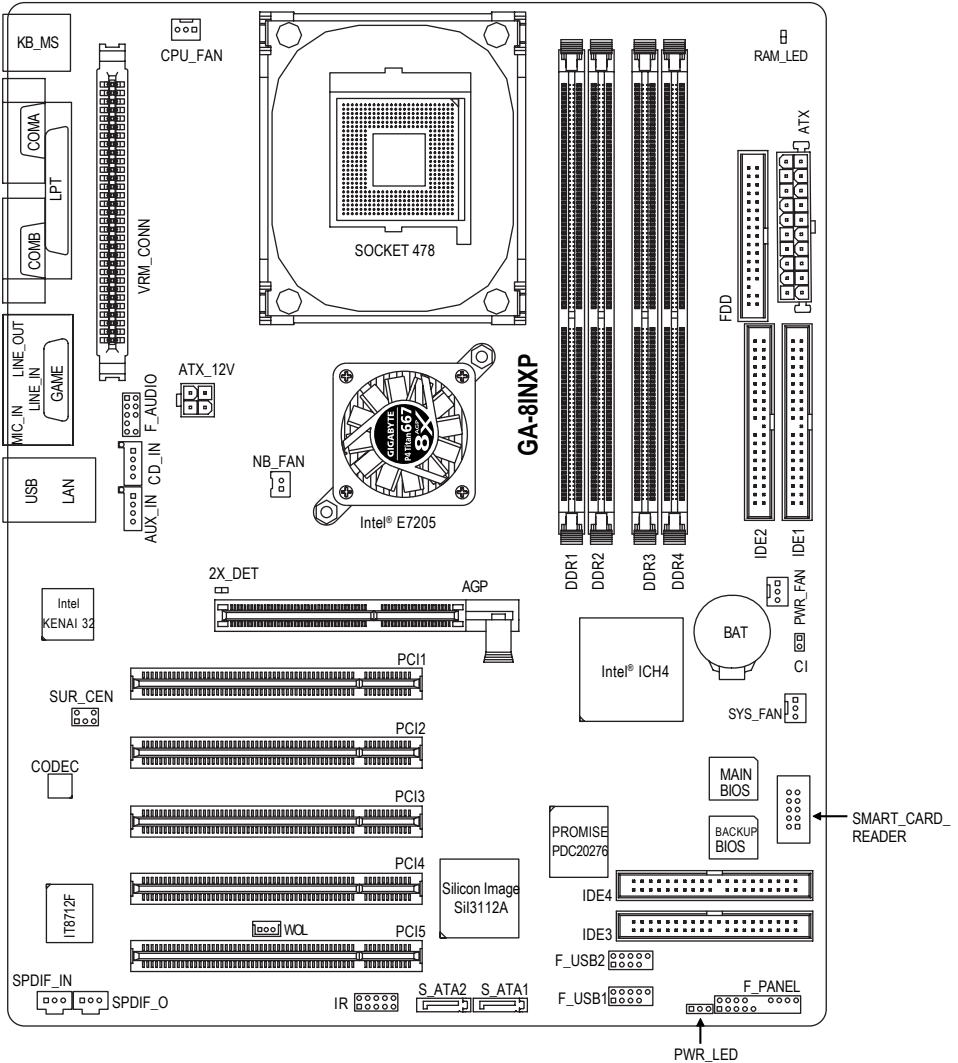 KB_MS
CPU_FAN
RAM_LED
COMA
LPT
COMB
VRM_CONN
SOCKET 478
ATX
FDD
LINE_OUT
MIC_IN
LINE_IN
GAME
F_AUDIO
ATX_12V
GA-8INXP
GIGABYTE
P4 Titan667
AGP
8X
NB_FAN
CD_IN
AUX_IN
USB
LAN
Intel® E7205
DDR1
DDR2
DDR3
DDR4
IDE2
IDE1
2X_DET
AGP
PWR_FAN
Intel
KENAI 32
BAT
CI
Intel® ICH4
PCI1
SUR_CEN
SYS_FAN
PCI2
CODEC
MAIN
BIOS
PCI3
SMART_CARD_
READER
PROMISE
PDC20276
BACKUP
BIOS
PCI4
Silicon Image
SiI3112A
IDE4
IT8712F
WOL
PCI5
IDE3
F_USB2
SPDIF_IN
SPDIF_O
IR
S_ATA2
S_ATA1
F_USB1
F_PANEL
PWR_LED